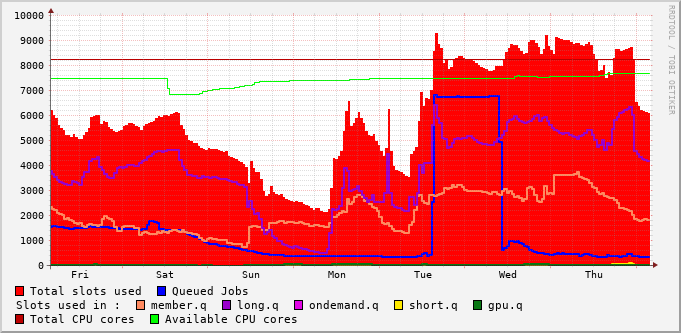 10000
9000
8000
7000
6000
5000
4000
3000
2000
1000
0
Fri Sat Sun Mon Tue Wed Thu
Total slots used Queued Jobs
Slots used in : member.q long.q ondemand.q short.q gpu.q
Total CPU cores Available CPU cores
RRDTOOL / TOBI OETIKER